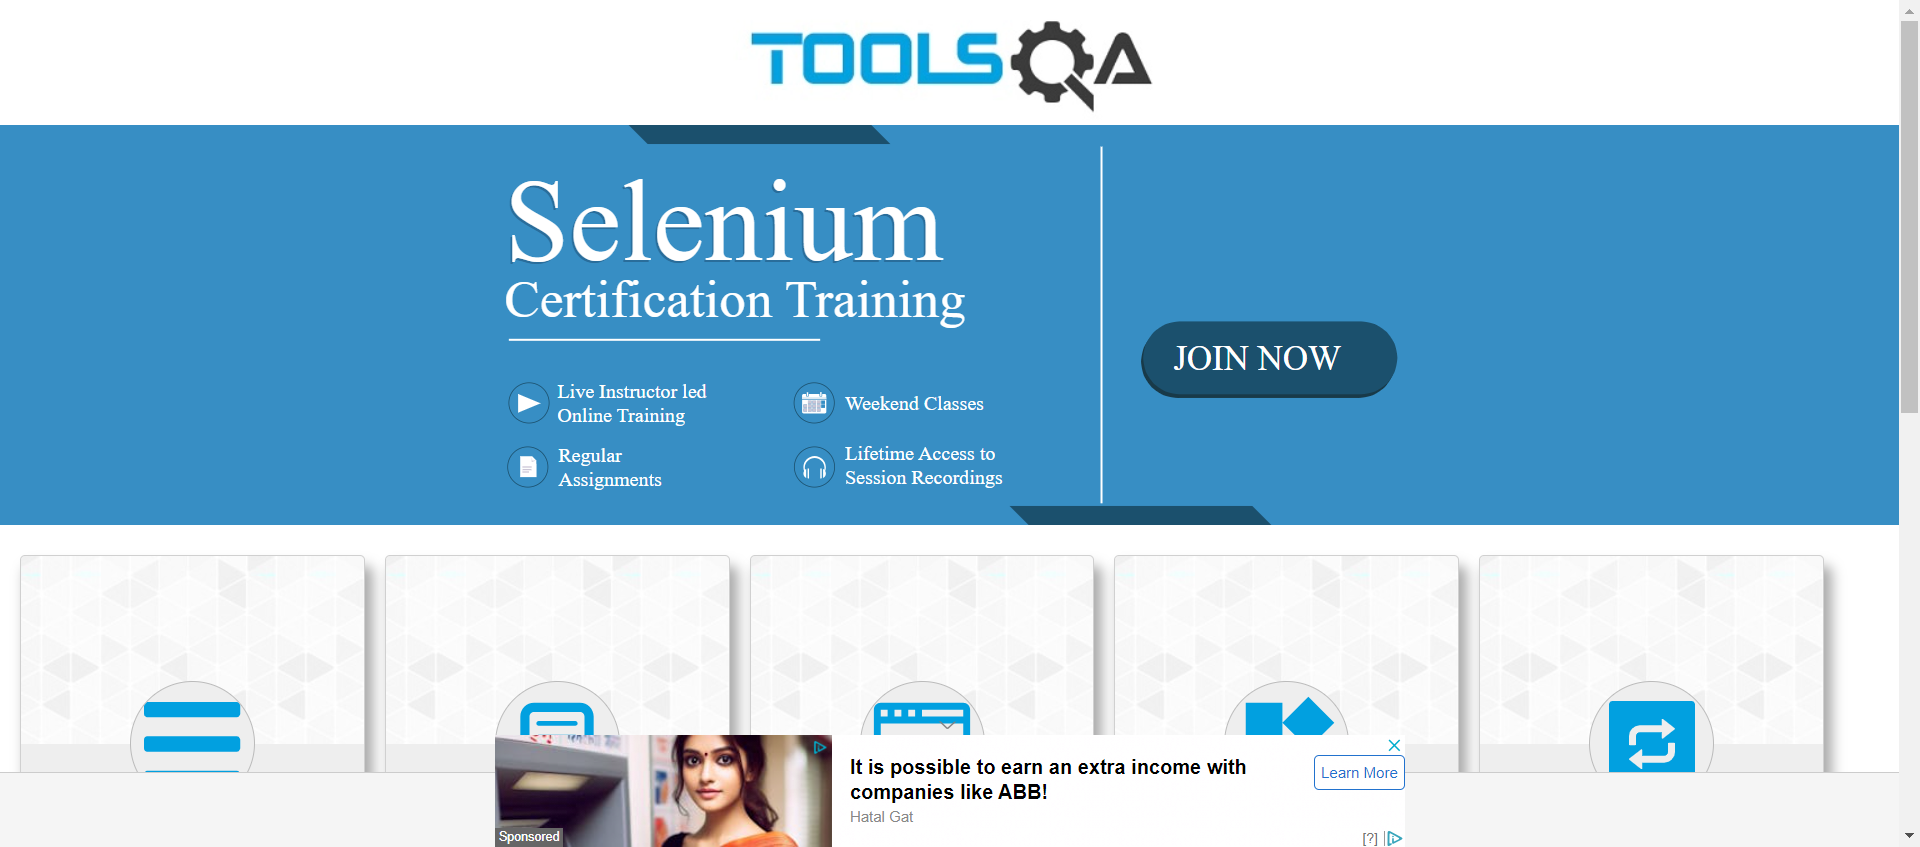 TOOLSQA
Selenium
Certification Training
Live Instructor led
Online Training
Weekend Classes
Regular
Assignments
Lifetime Access to
Session Recordings
JOIN NOW
It is possible to earn an extra income with
companies like ABB!
Hatal Gat
Learn More
Sponsored
[?]